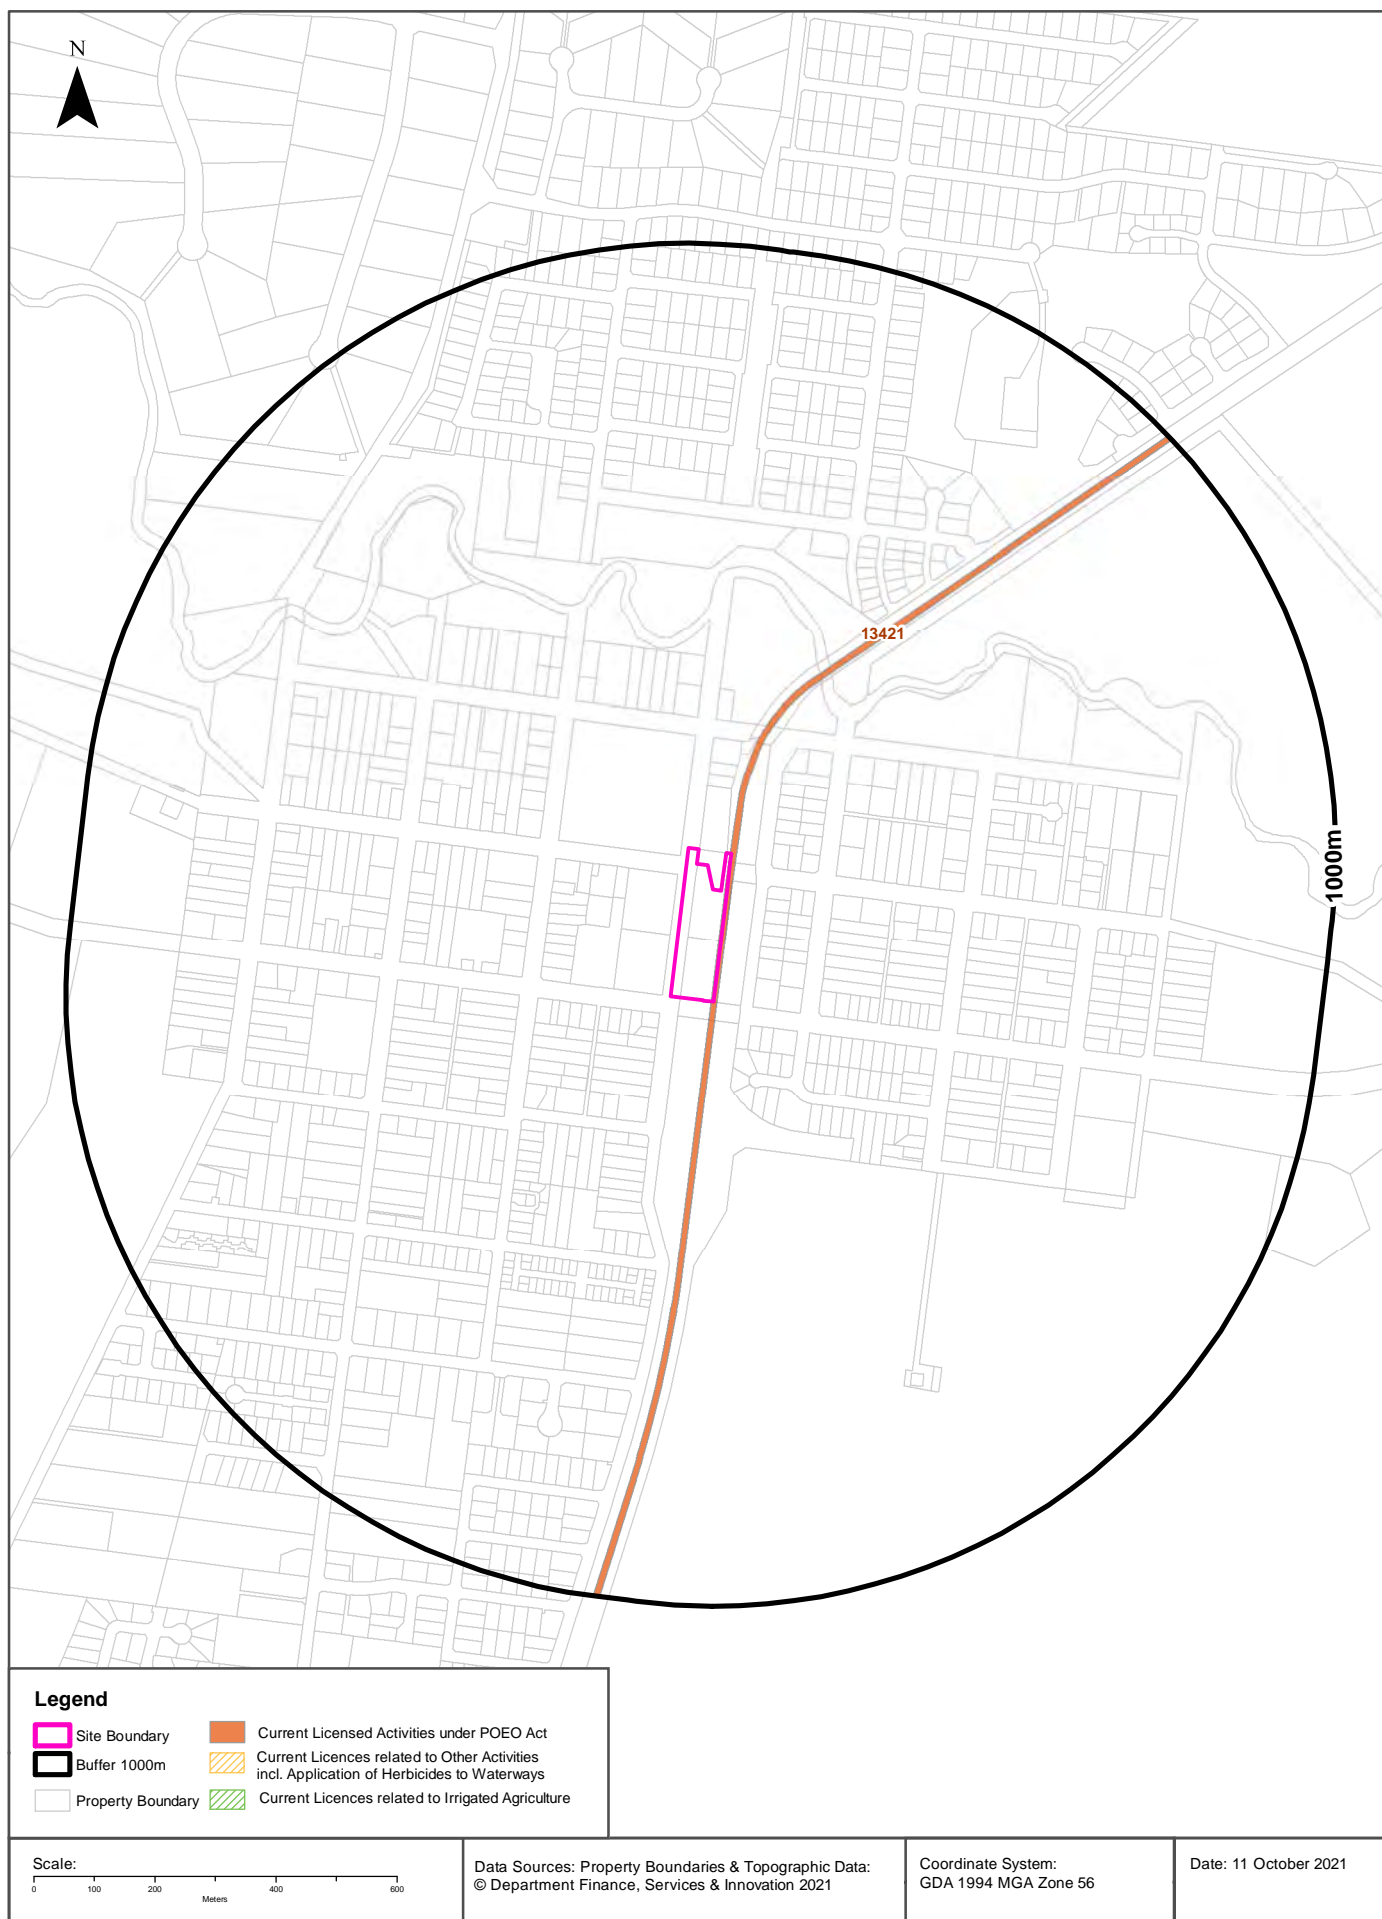 N
13421
1000m
Legend
Site Boundary
Buffer 1000m
Property Boundary
Current Licensed Activities under POEO Act
Current Licences related to Other Activities
incl. Application of Herbicides to Waterways
Current Licences related to Irrigated Agriculture
Scale:
0 100 200 400 600
Meters
Data Sources: Property Boundaries & Topographic Data:
© Department Finance, Services & Innovation 2021
Coordinate System:
GDA 1994 MGA Zone 56
Date: 11 October 2021